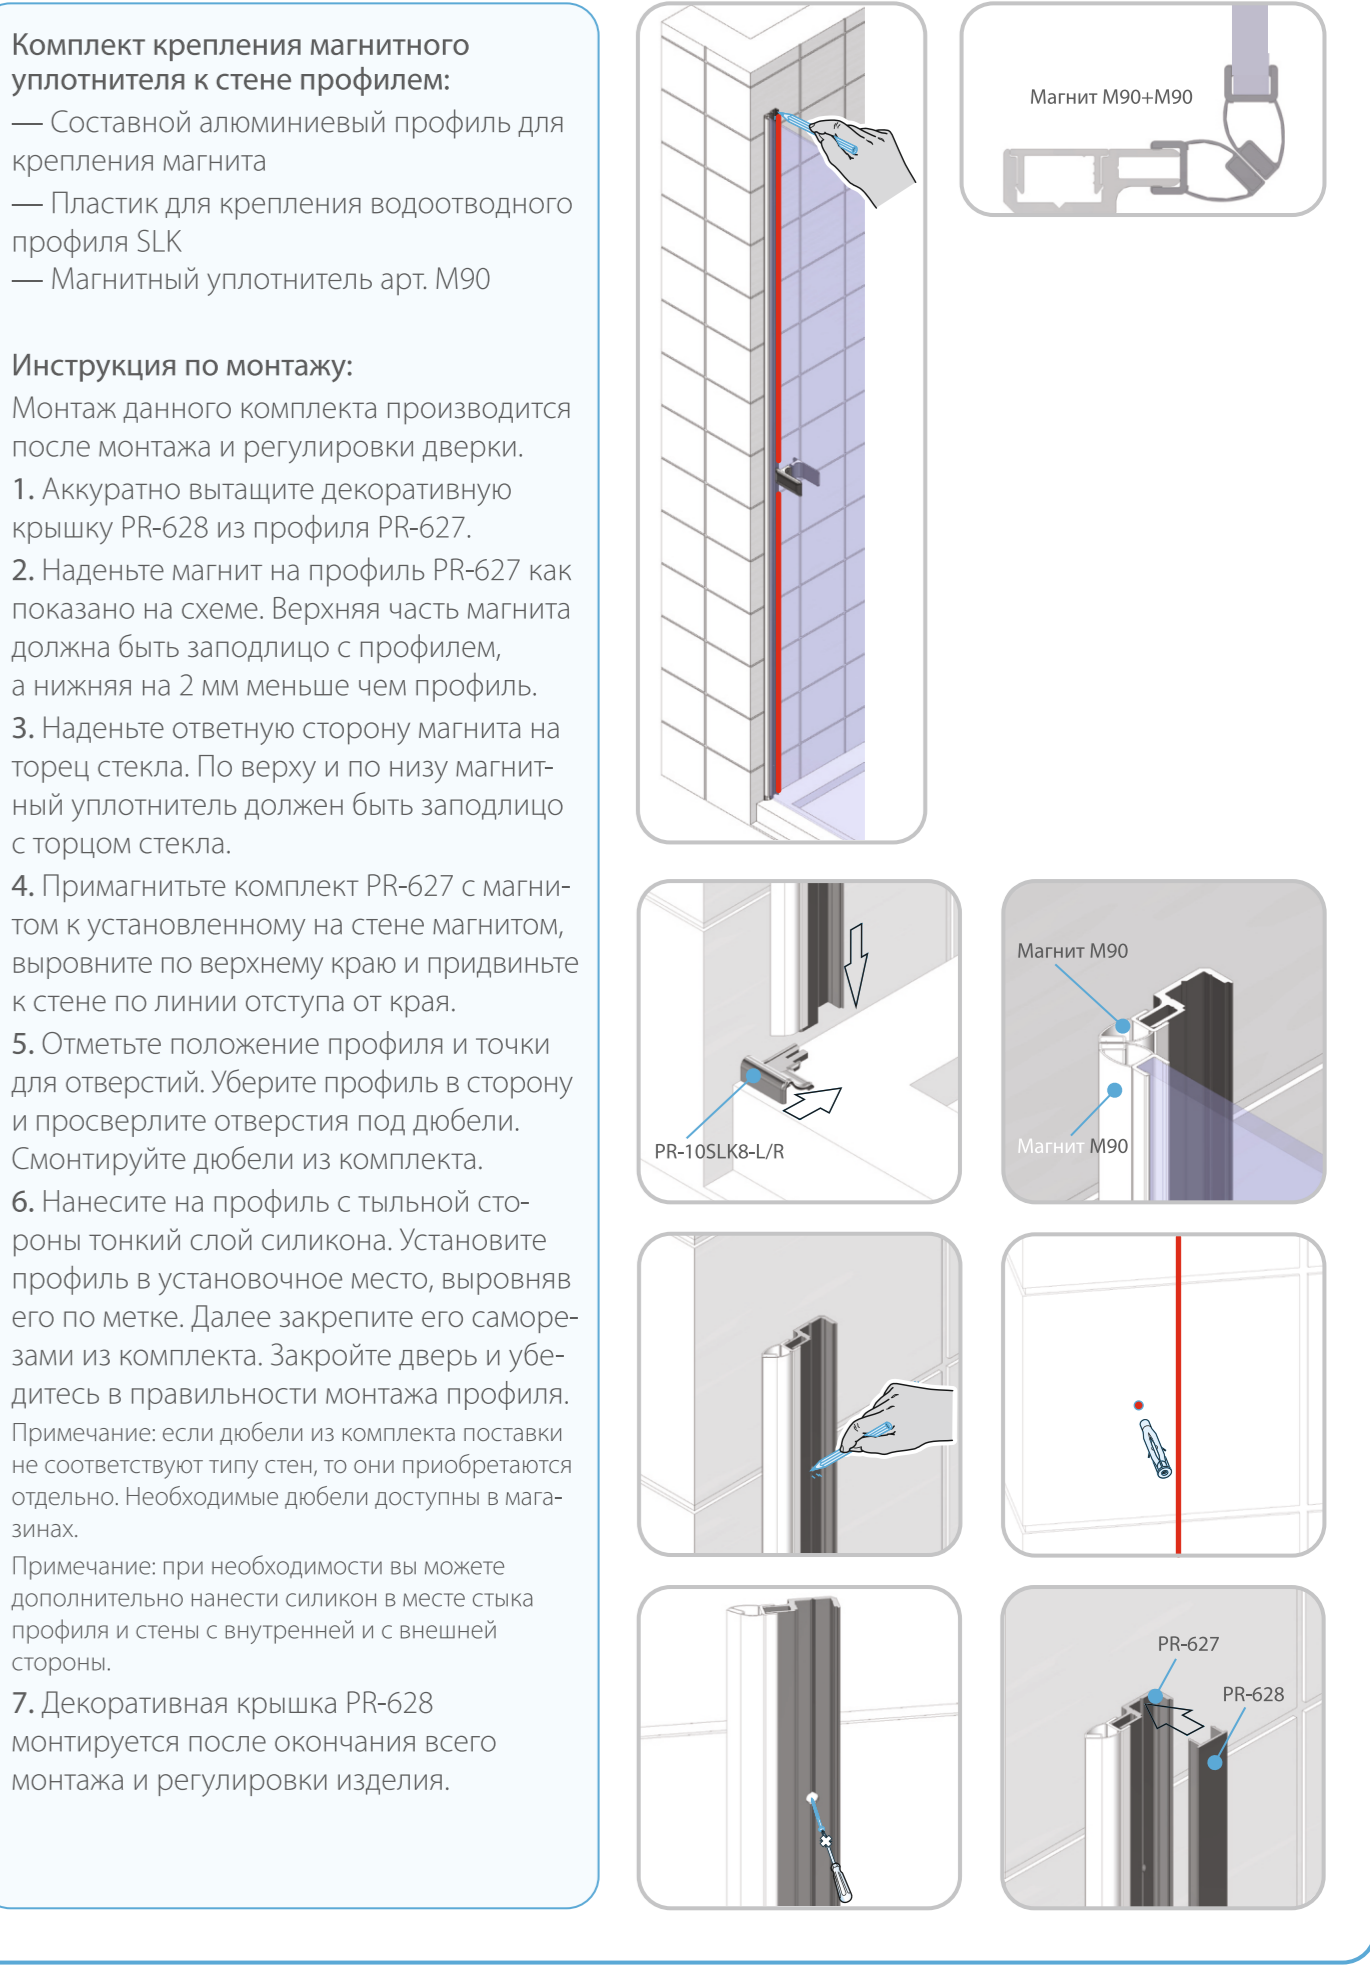 Комплект крепления магнитного
уплотнителя к стене профилем:
— Составной алюминиевый профиль для
крепления магнита
— Пластик для крепления водоотводного
профиля SLK
— Магнитный уплотнитель арт. М90
Инструкция по монтажу:
Монтаж данного комплекта производится
после монтажа и регулировки дверки.
1. Аккуратно вытащите декоративную
крышку PR-628 из профиля PR-627.
2. Наденьте магнит на профиль PR-627 как
показано на схеме. Верхняя часть магнита
должна быть заподлицо с профилем,
а нижняя на 2 мм меньше чем профиль.
3. Наденьте ответную сторону магнита на
торец стекла. По верху и по низу магнит-
ный уплотнитель должен быть заподлицо
с торцом стекла.
4. Примагнитьте комплект PR-627 с магни-
том к установленному на стене магнитом,
выровните по верхнему краю и придвиньте
к стене по линии отступа от края.
5. Отметьте положение профиля и точки
для отверстий. Уберите профиль в сторону
и просверлите отверстия под дюбели.
Смонтируйте дюбели из комплекта.
6. Нанесите на профиль с тыльной сто-
роны тонкий слой силикона. Установите
профиль в установочное место, выровняв
его по метке. Далее закрепите его саморе-
зами из комплекта. Закройте дверь и убе-
дитесь в правильности монтажа профиля.
Примечание: если дюбели из комплекта поставки
не соответствуют типу стен, то они приобретаются
отдельно. Необходимые дюбели доступны в мага-
зинах.
Примечание: при необходимости вы можете
дополнительно нанести силикон в месте стыка
профиля и стены с внутренней и с внешней
стороны.
7. Декоративная крышка PR-628
монтируется после окончания всего
монтажа и регулировки изделия.
Магнит М90+М90
PR-10SLK8-L/R
Магнит М90
Магнит М90
PR-627
PR-628